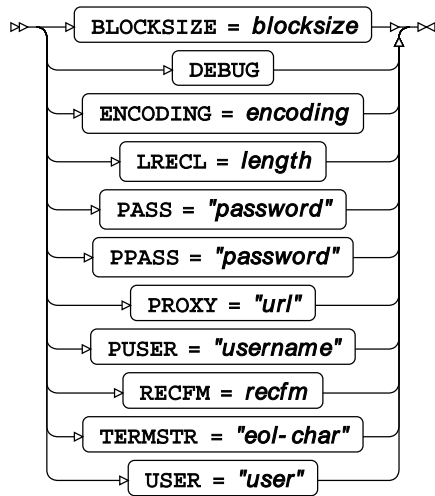 BLOCKSIZE = blocksize
DEBUG
ENCODING = encoding
LRECL = length
PASS = "password"
PPASS = "password"
PROXY = "url"
PUSER = "username"
RECFM = recfm
TERMSTR = "eol-char"
USER = "user"